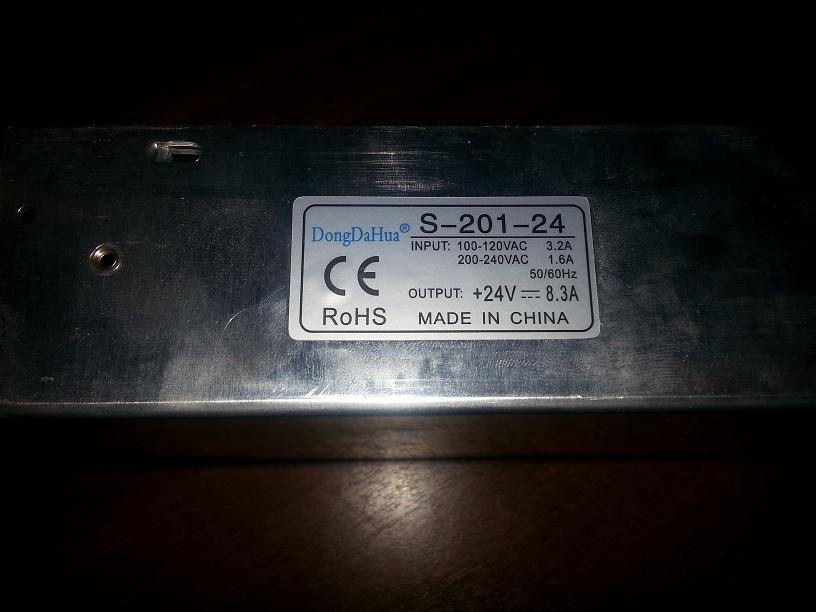 DongDaHua® S-201-24
INPUT: 100-120VAC 3.2A
200-240VAC 1.6A
50/60Hz
CE OUTPUT: +24V⎓8.3A
RoHS MADE IN CHINA